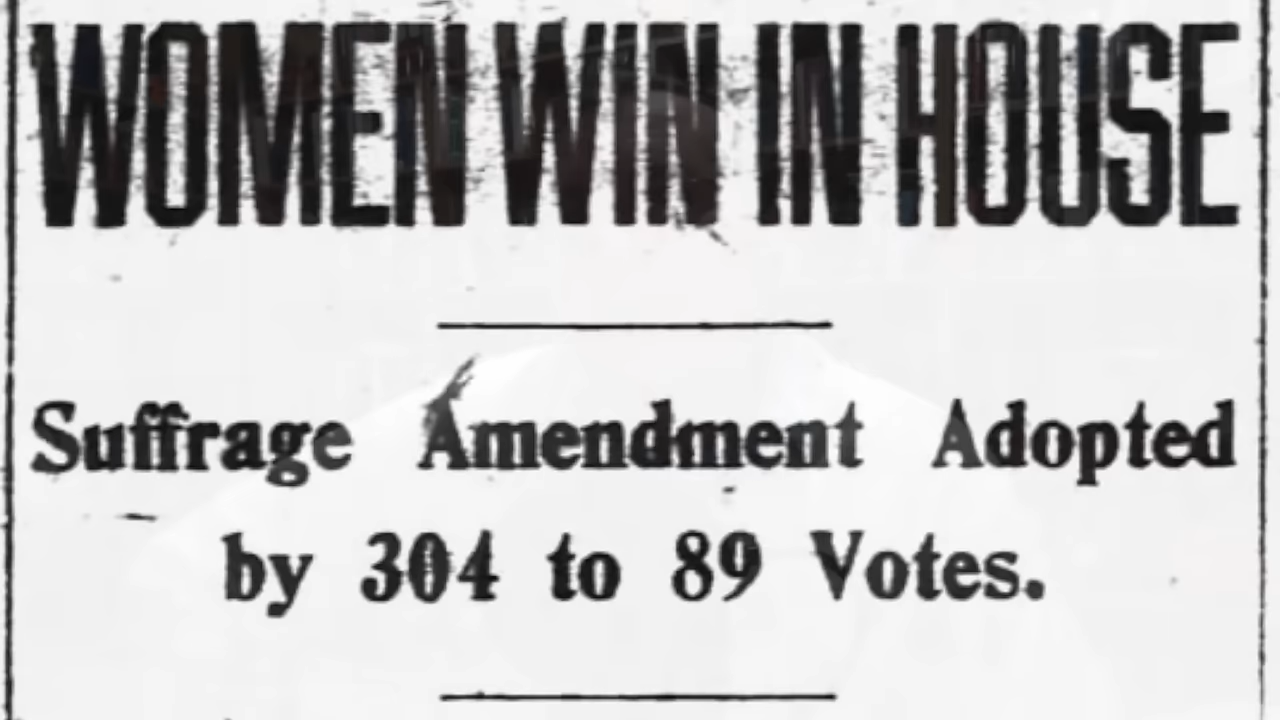 WOMEN WIN IN HOUSE
Suffrage Amendment Adopted
by 304 to 89 Votes.